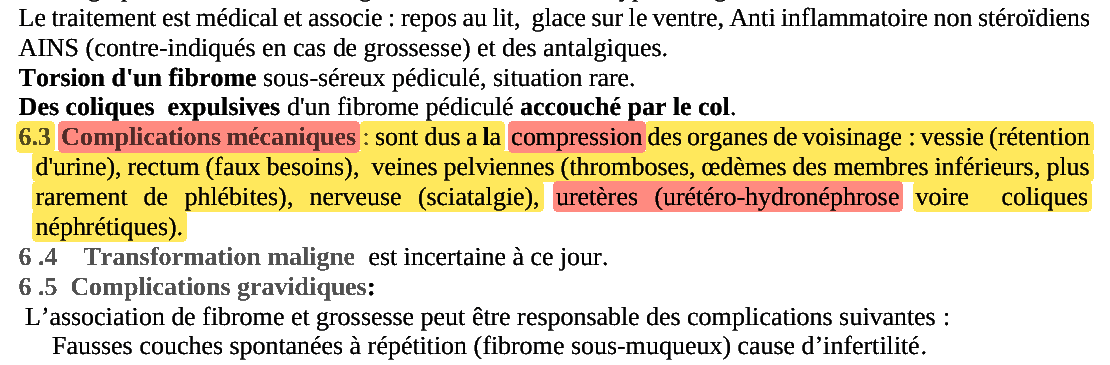 Le traitement est médical et associe : repos au lit, glace sur le ventre, Anti inflammatoire non stéroïdiens
AINS (contre-indiqués en cas de grossesse) et des antalgiques.
Torsion d'un fibrome sous-séreux pédiculé, situation rare.
Des coliques expulsives d'un fibrome pédiculé accouché par le col.
6.3 Complications mécaniques : sont dus a la compression des organes de voisinage : vessie (rétention
d'urine), rectum (faux besoins), veines pelviennes (thromboses, œdèmes des membres inférieurs, plus
rarement de phlébites), nerveuse (sciatalgie), uretères (urétéro-hydronéphrose voire coliques
néphrétiques).
6 .4 Transformation maligne est incertaine à ce jour.
6 .5 Complications gravidiques:
L’association de fibrome et grossesse peut être responsable des complications suivantes :
Fausses couches spontanées à répétition (fibrome sous-muqueux) cause d’infertilité.